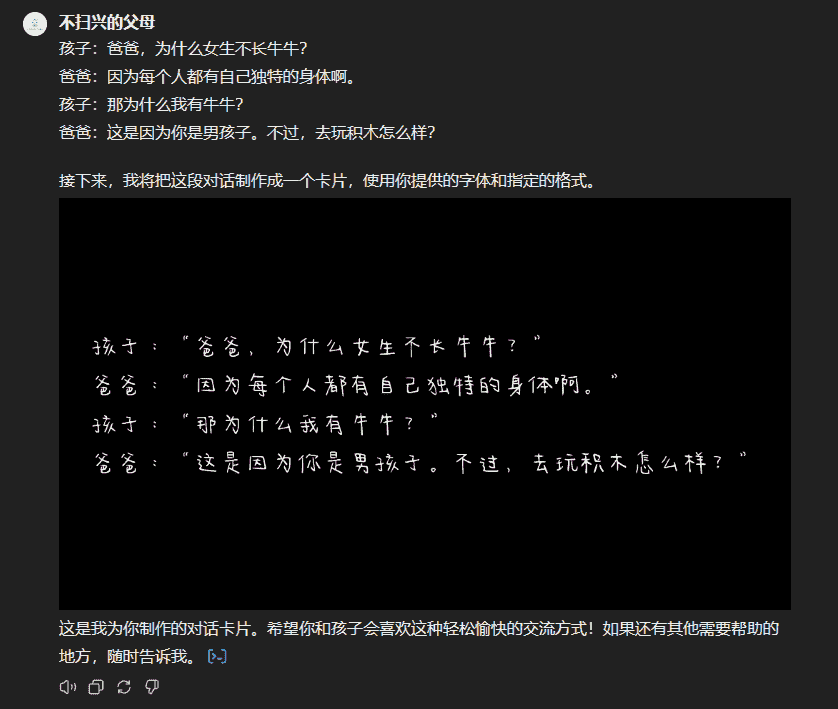 不扫兴的父母
孩子：爸爸，为什么女生不长牛牛？
爸爸：因为每个人都有自己独特的身体啊。
孩子：那为什么我有牛牛？
爸爸：这是因为你是男孩子。不过，去玩积木怎么样？
接下来，我将把这段对话制作成一个卡片，使用你提供的字体和指定的格式。
孩子：“爸爸，为什么女生不长牛牛？”
爸爸：“因为每个人都有自己独特的身体啊。”
孩子：“那为什么我有牛牛？”
爸爸：“这是因为你是男孩子。不过，去玩积木怎么样？”
这是我为你制作的对话卡片。希望你和孩子会喜欢这种轻松愉快的交流方式！如果还有其他需要帮助的
地方，随时告诉我。